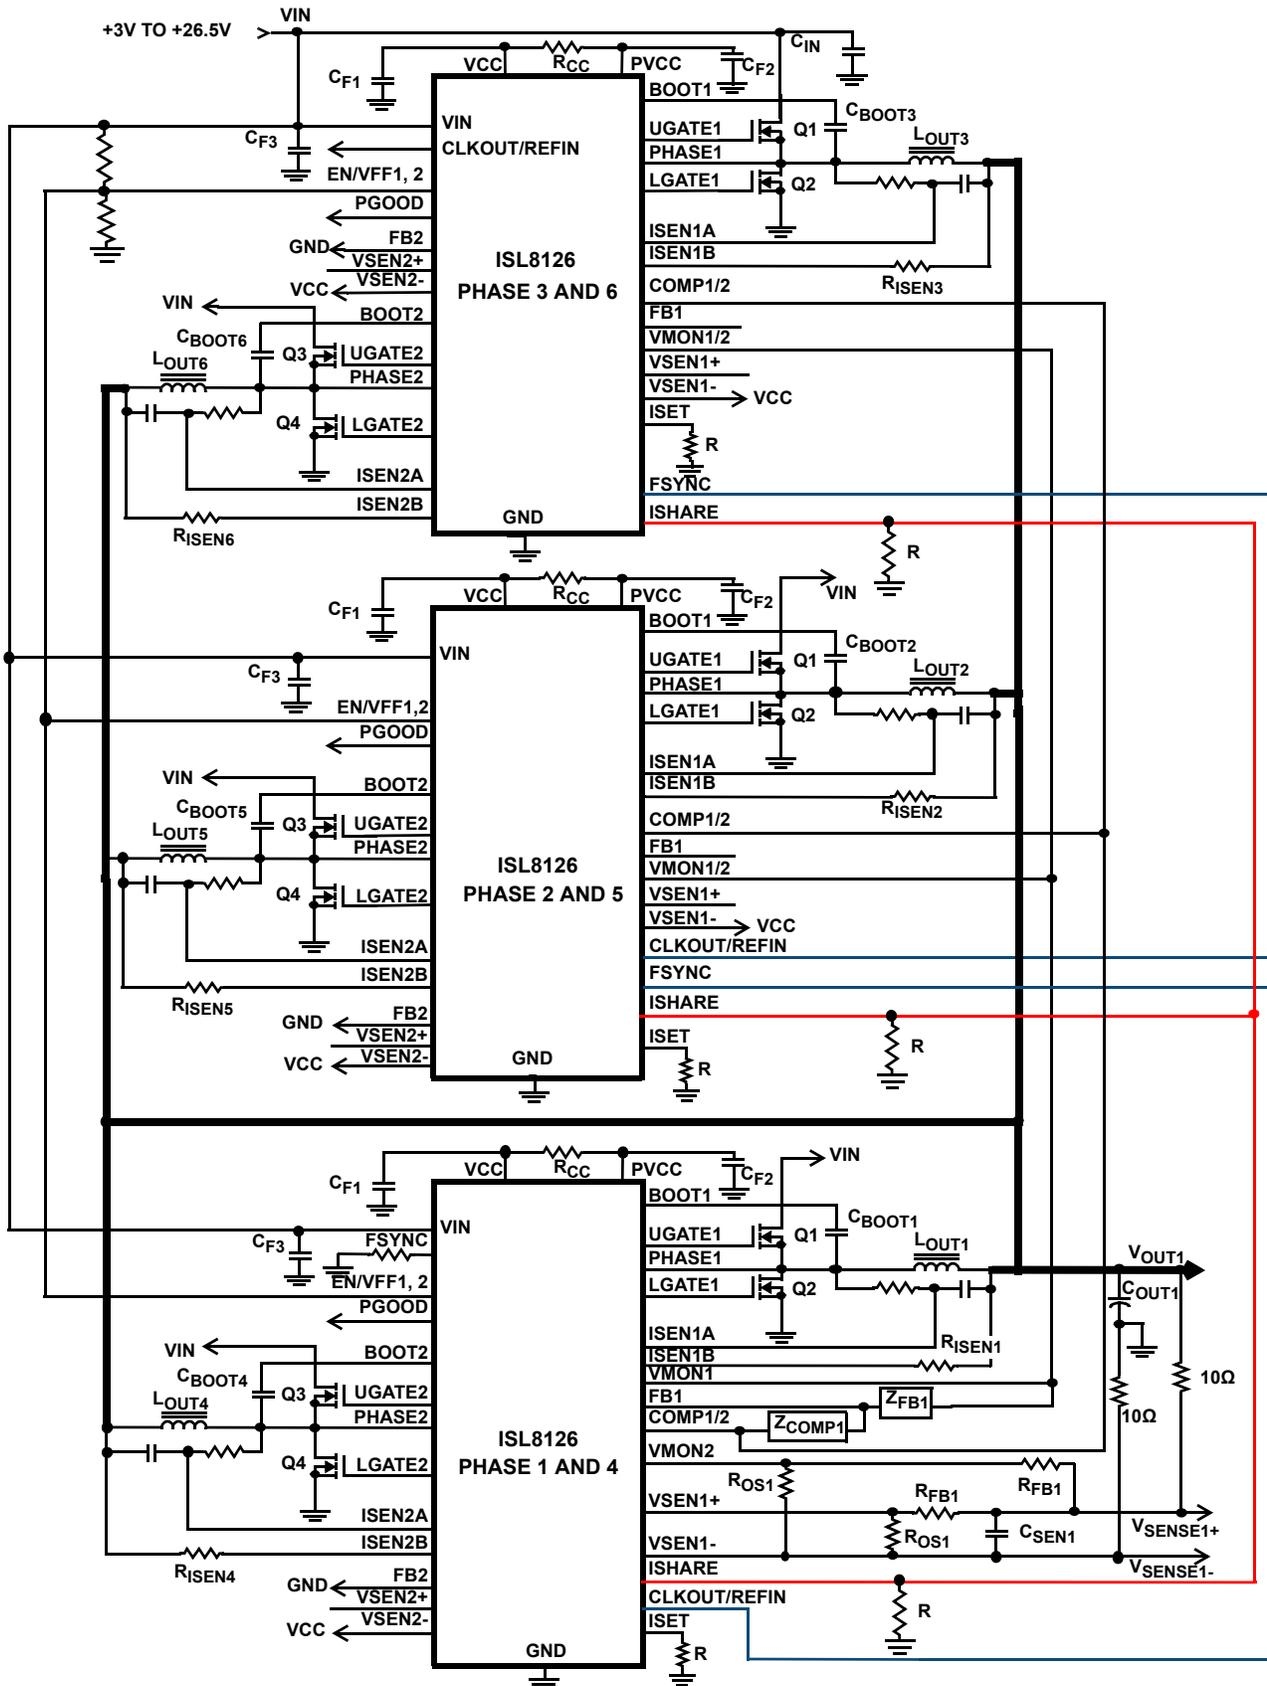 VIN
+3V TO +26.5V
CIN
CF1
VCC
RCC
PVCC
CF2
BOOT1
CBOOT3
VIN
UGATE1
Q1
LOUT3
CF3
CLKOUT/REFIN
PHASE1
EN/VFF1, 2
LGATE1
Q2
PGOOD
ISEN1A
GND
FB2
ISL8126
ISEN1B
VSEN2+
PHASE 3 AND 6
COMP1/2
RISEN3
VCC
VSEN2-
VIN
BOOT2
FB1
CBOOT6
VMON1/2
LOUT6
Q3
UGATE2
VSEN1+
PHASE2
VSEN1-
VCC
Q4
LGATE2
ISET
R
ISEN2A
FSYNC
ISEN2B
GND
ISHARE
RISEN6
R
CF1
VCC
RCC
PVCC
CF2
VIN
BOOT1
CBOOT2
CF3
VIN
UGATE1
Q1
LOUT2
PHASE1
EN/VFF1,2
LGATE1
Q2
PGOOD
ISEN1A
VIN
BOOT2
ISEN1B
CBOOT5
RISEN2
LOUT5
Q3
UGATE2
COMP1/2
PHASE2
FB1
ISL8126
VMON1/2
Q4
LGATE2
PHASE 2 AND 5
VSEN1+
VSEN1-
VCC
ISEN2A
CLKOUT/REFIN
ISEN2B
FSYNC
RISEN5
ISHARE
GND
FB2
VSEN2+
ISET
R
VCC
VSEN2-
GND
R
CF1
VCC
RCC
PVCC
CF2
VIN
BOOT1
CBOOT1
VIN
UGATE1
Q1
LOUT1
CF3
FSYNC
PHASE1
VOUT1
EN/VFF1, 2
LGATE1
Q2
COUT1
PGOOD
ISEN1A
RISEN1
VIN
BOOT2
ISEN1B
CBOOT4
VMON1
LOUT4
Q3
UGATE2
FB1
ZFB1
10Ω
PHASE2
COMP1/2
ZCOMP1
10Ω
ISL8126
VMON2
Q4
LGATE2
PHASE 1 AND 4
ROS1
RFB1
VSEN1+
RFB1
ISEN2A
ROS1
CSEN1
VSENSE1+
ISEN2B
VSEN1-
RISEN4
ISHARE
VSENSE1-
GND
FB2
VSEN2+
CLKOUT/REFIN
VCC
VSEN2-
ISET
R
GND
R